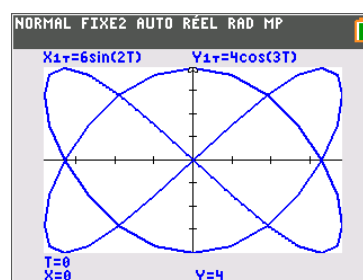 NORMAL FIXE2 AUTO RÉEL RAD MP
X1T=6sin(2T) Y1T=4cos(3T)
T=0
X=0 Y=4